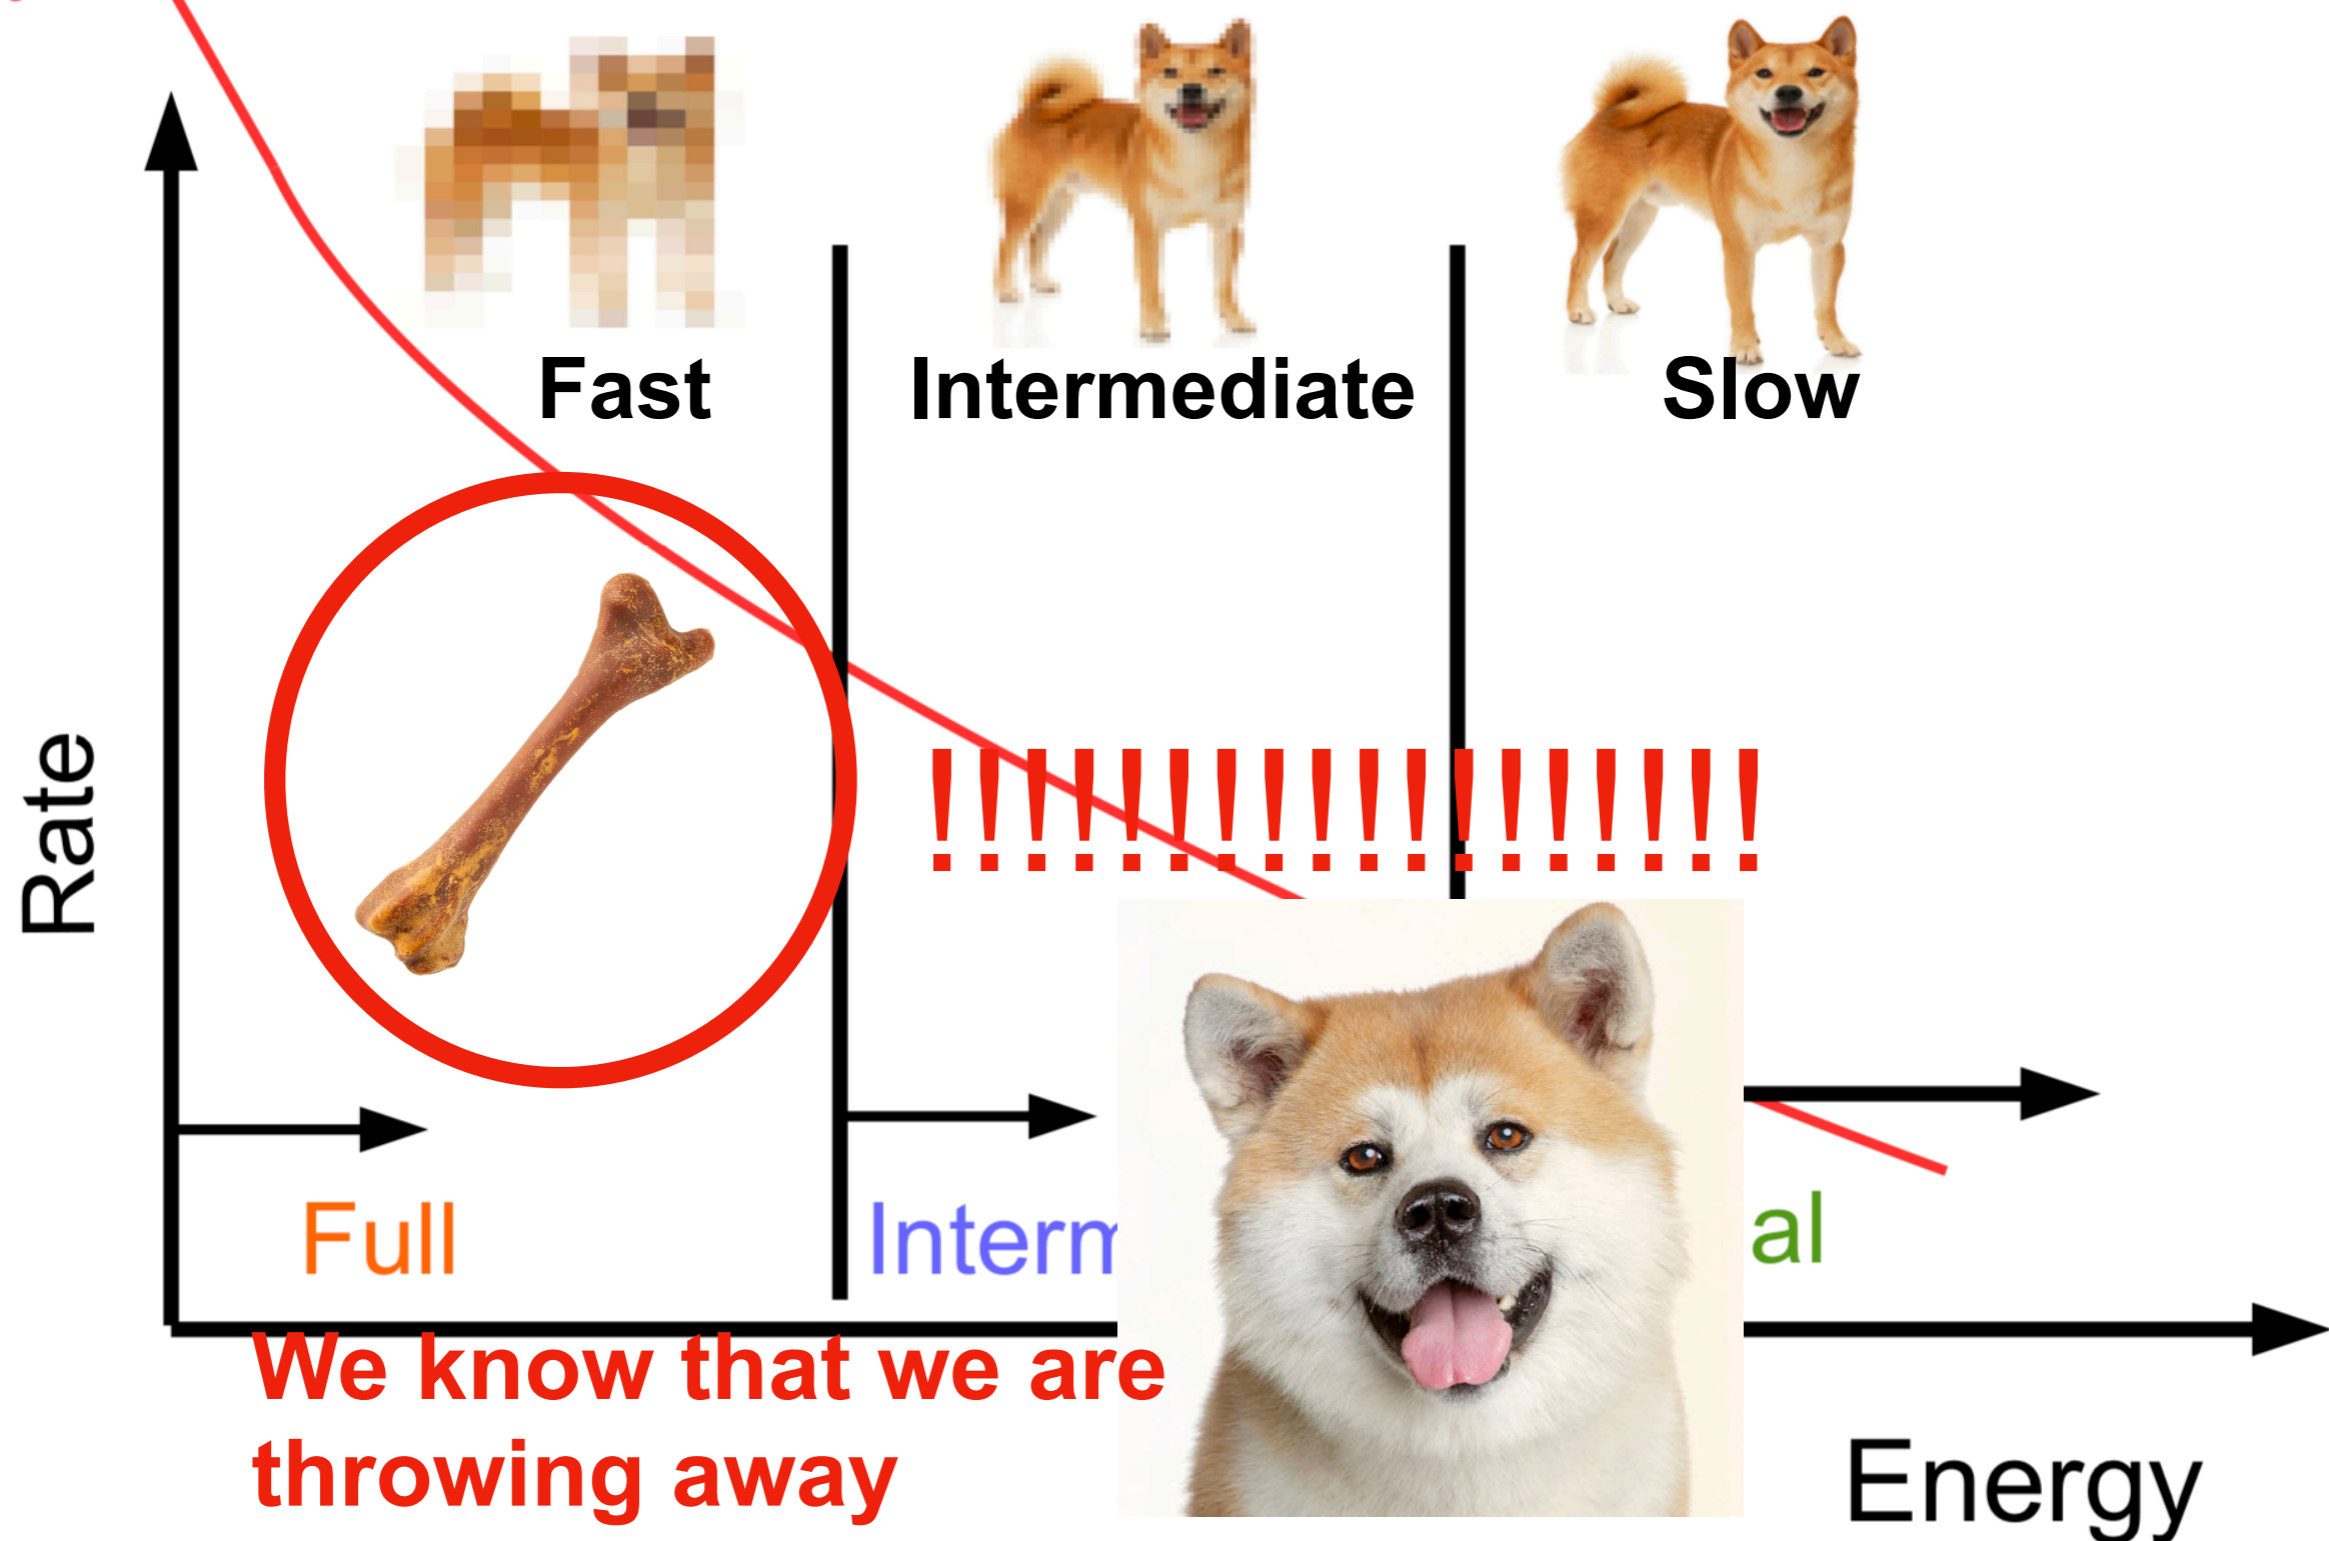 Fast Intermediate Slow
Rate
!!!!!!!!!!!!!!!!!!
Full Interm al
We know that we are
throwing away
Energy